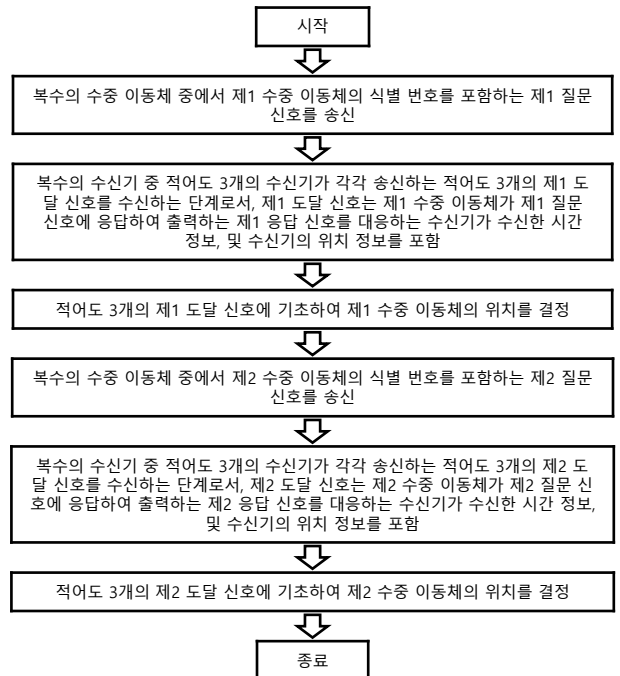 시작
복수의 수중 이동체 중에서 제1 수중 이동체의 식별 번호를 포함하는 제1 질문
신호를 송신
복수의 수신기 중 적어도 3개의 수신기가 각각 송신하는 적어도 3개의 제1 도
달 신호를 수신하는 단계로서, 제1 도달 신호는 제1 수중 이동체가 제1 질문
신호에 응답하여 출력하는 제1 응답 신호를 대응하는 수신기가 수신한 시간
정보, 및 수신기의 위치 정보를 포함
적어도 3개의 제1 도달 신호에 기초하여 제1 수중 이동체의 위치를 결정
복수의 수중 이동체 중에서 제2 수중 이동체의 식별 번호를 포함하는 제2 질문
신호를 송신
복수의 수신기 중 적어도 3개의 수신기가 각각 송신하는 적어도 3개의 제2 도
달 신호를 수신하는 단계로서, 제2 도달 신호는 제2 수중 이동체가 제2 질문 신
호에 응답하여 출력하는 제2 응답 신호를 대응하는 수신기가 수신한 시간 정보,
및 수신기의 위치 정보를 포함
적어도 3개의 제2 도달 신호에 기초하여 제2 수중 이동체의 위치를 결정
종료